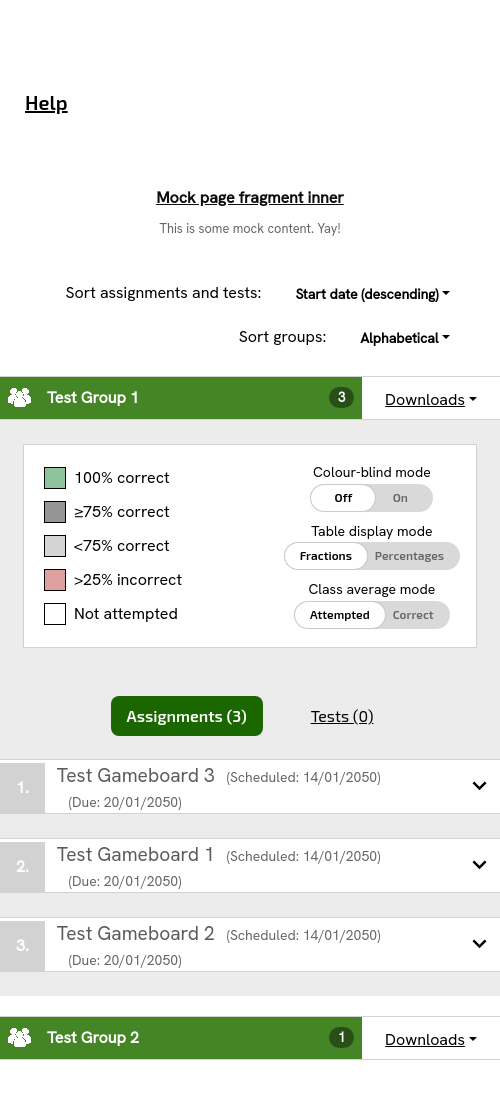 Help
Mock page fragment inner
This is some mock content. Yay!
Sort assignments and tests: Start date (descending)
Sort groups: Alphabetical
Test Group 1 3 Downloads
100% correct
≥75% correct
<75% correct
>25% incorrect
Not attempted
Colour-blind mode
Off On
Table display mode
Fractions Percentages
Class average mode
Attempted Correct
Assignments (3) Tests (0)
1. Test Gameboard 3 (Scheduled: 14/01/2050)
(Due: 20/01/2050)
2. Test Gameboard 1 (Scheduled: 14/01/2050)
(Due: 20/01/2050)
3. Test Gameboard 2 (Scheduled: 14/01/2050)
(Due: 20/01/2050)
Test Group 2 1 Downloads